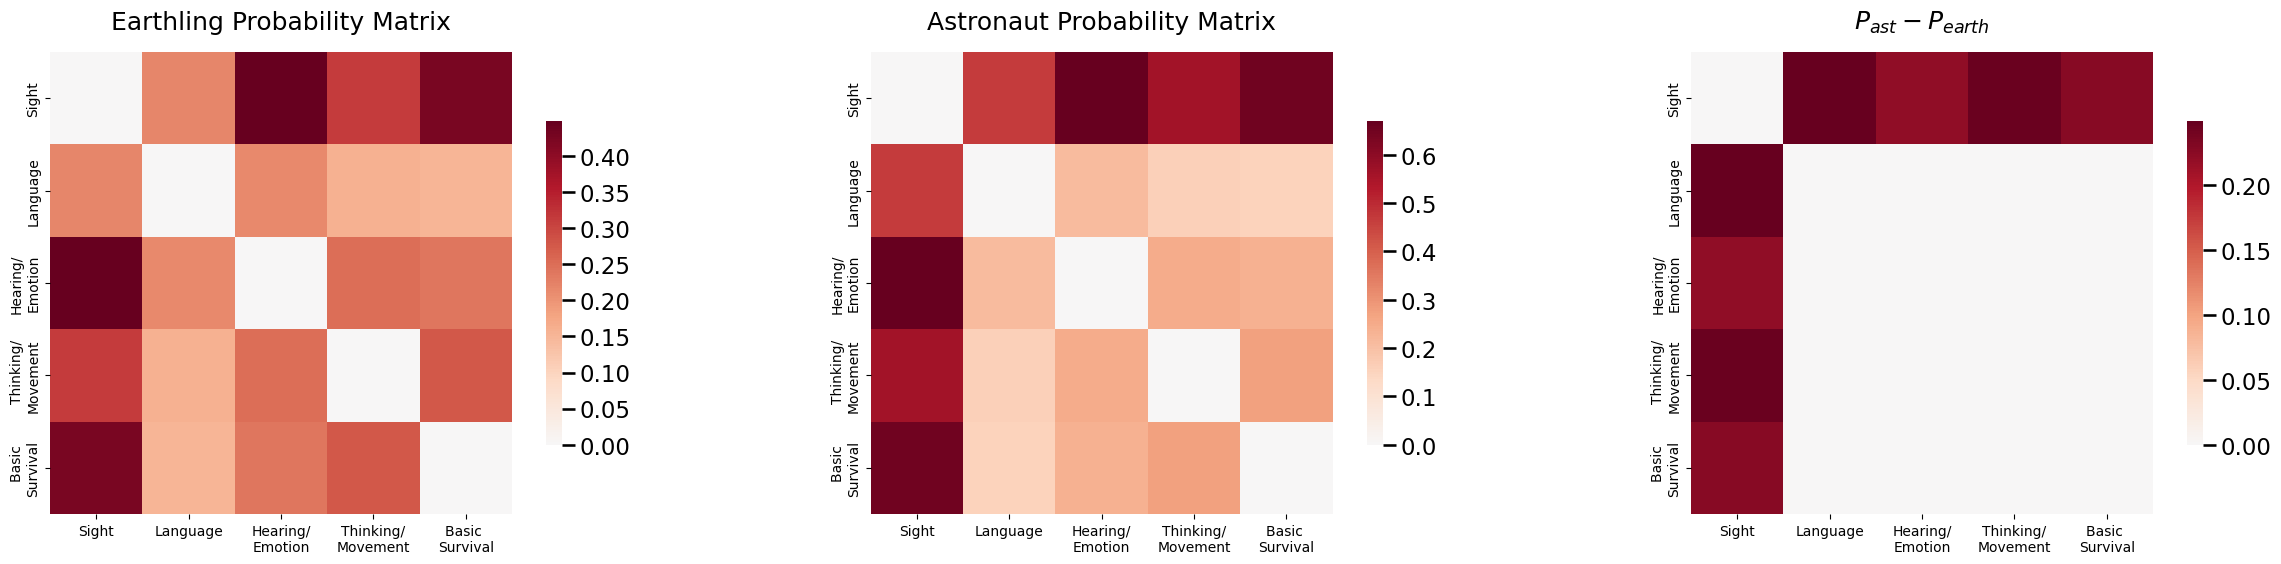 Earthling Probability Matrix
Sight
Language
Hearing/
Emotion
Thinking/
Movement
Basic
Survival
Sight
Language
Hearing/
Emotion
Thinking/
Movement
Basic
Survival
0.40
0.35
0.30
0.25
0.20
0.15
0.10
0.05
0.00
Astronaut Probability Matrix
Sight
Language
Hearing/
Emotion
Thinking/
Movement
Basic
Survival
Sight
Language
Hearing/
Emotion
Thinking/
Movement
Basic
Survival
0.6
0.5
0.4
0.3
0.2
0.1
0.0
P_ast − P_earth
Sight
Language
Hearing/
Emotion
Thinking/
Movement
Basic
Survival
Sight
Language
Hearing/
Emotion
Thinking/
Movement
Basic
Survival
0.20
0.15
0.10
0.05
0.00